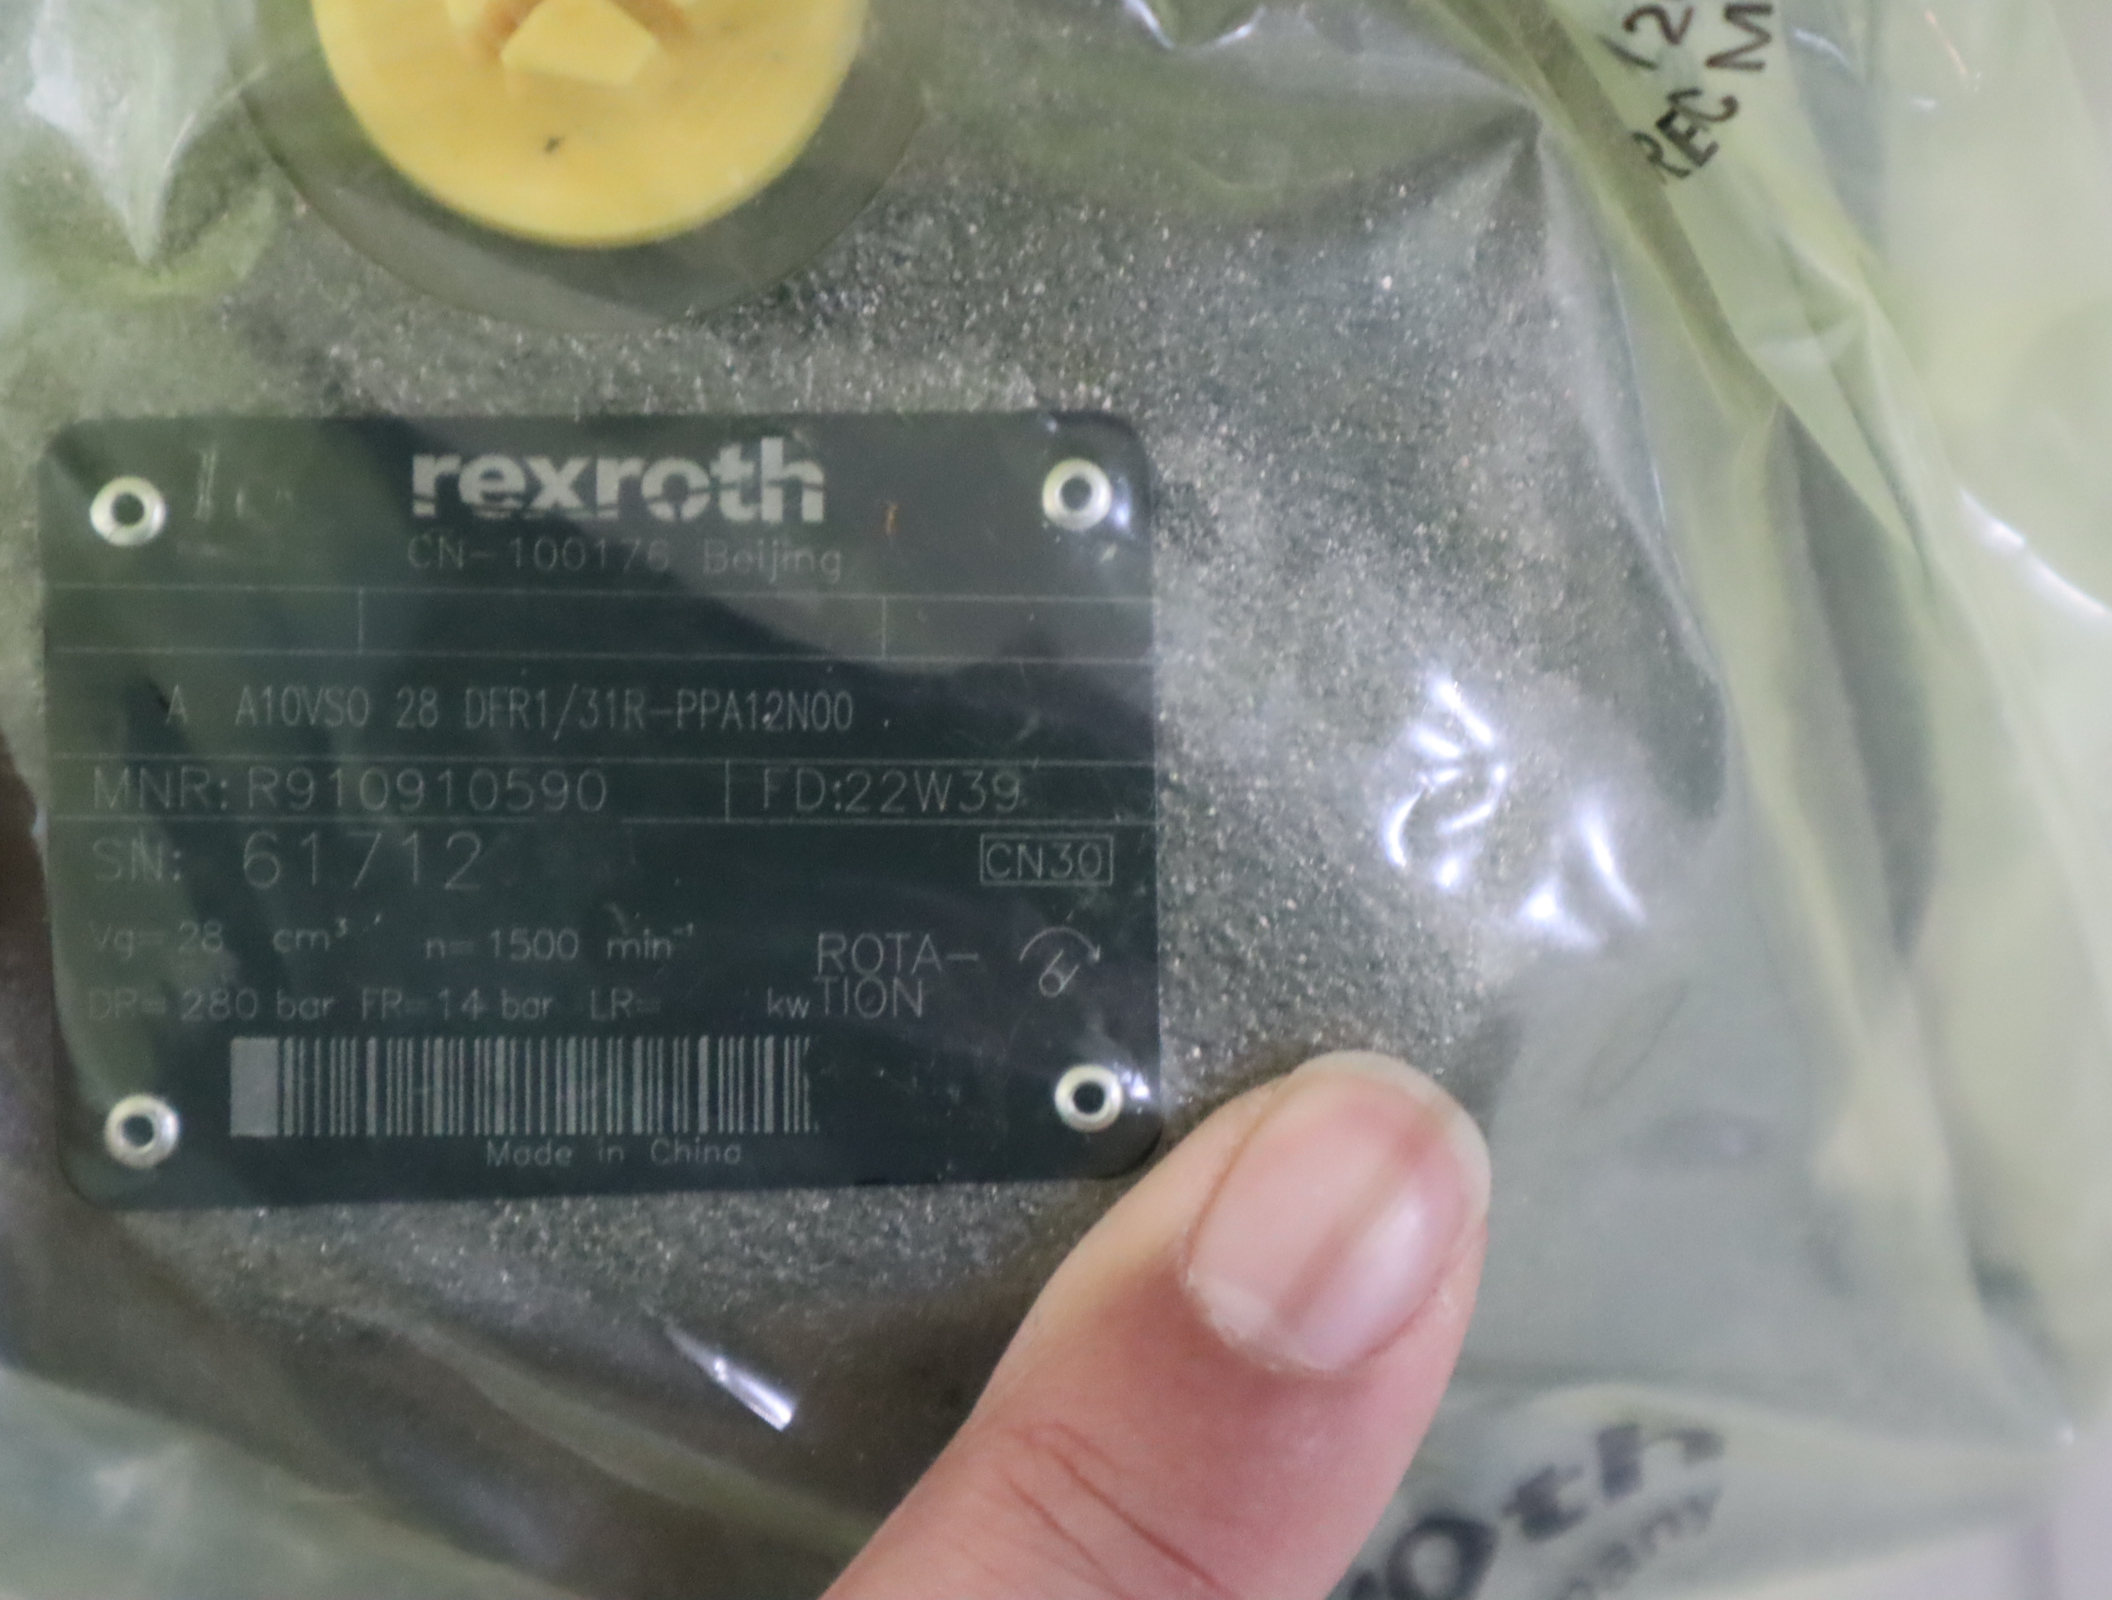 REC M
rexroth
CN-100176 Beijing
A A10VSO 28 DFR1/31R-PPA12N00
MNR: R910910590 FD:22W39
SN: 61712 CN30
Vg= 28 cm³ n= 1500 min⁻¹ ROTA-
DR= 280 bar FR= 14 bar LR= kw TION
Made in China